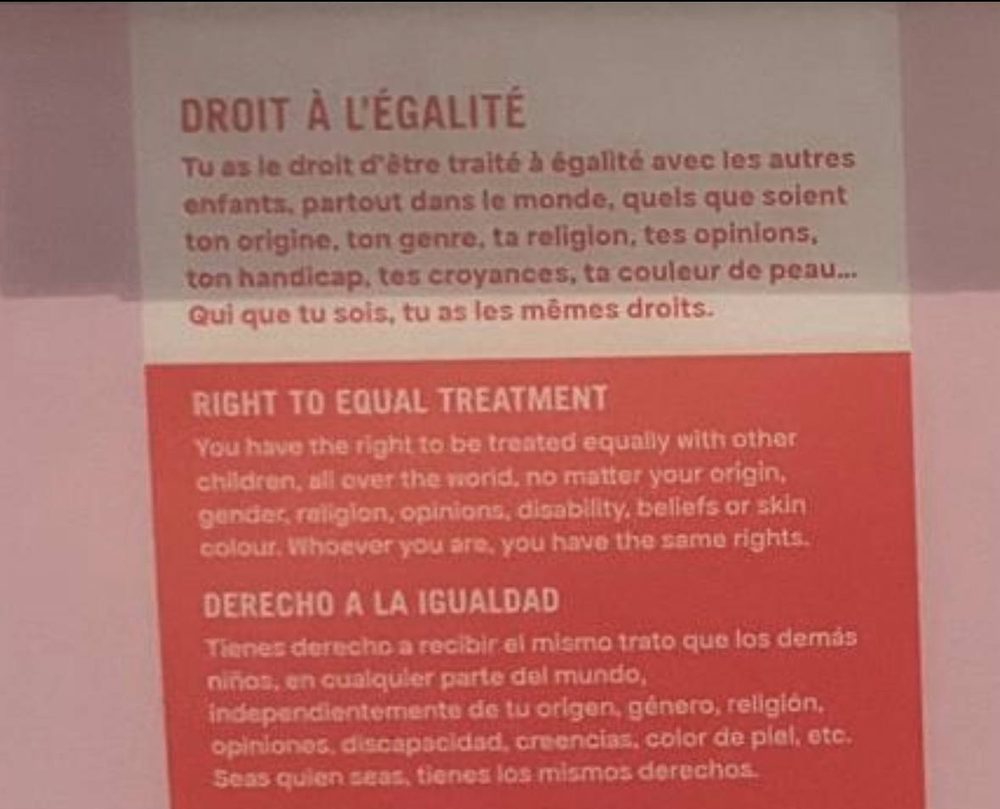 DROIT À L'ÉGALITÉ
Tu as le droit d'être traité à égalité avec les autres
enfants, partout dans le monde, quels que soient
ton origine, ton genre, ta religion, tes opinions,
ton handicap, tes croyances, ta couleur de peau...
Qui que tu sois, tu as les mêmes droits.
RIGHT TO EQUAL TREATMENT
You have the right to be treated equally with other
children, all over the world, no matter your origin,
gender, religion, opinions, disability, beliefs or skin
colour. Whoever you are, you have the same rights.
DERECHO A LA IGUALDAD
Tienes derecho a recibir el mismo trato que los demás
niños, en cualquier parte del mundo,
independientemente de tu origen, género, religión,
opiniones, discapacidad, creencias, color de piel, etc.
Seas quien seas, tienes los mismos derechos.